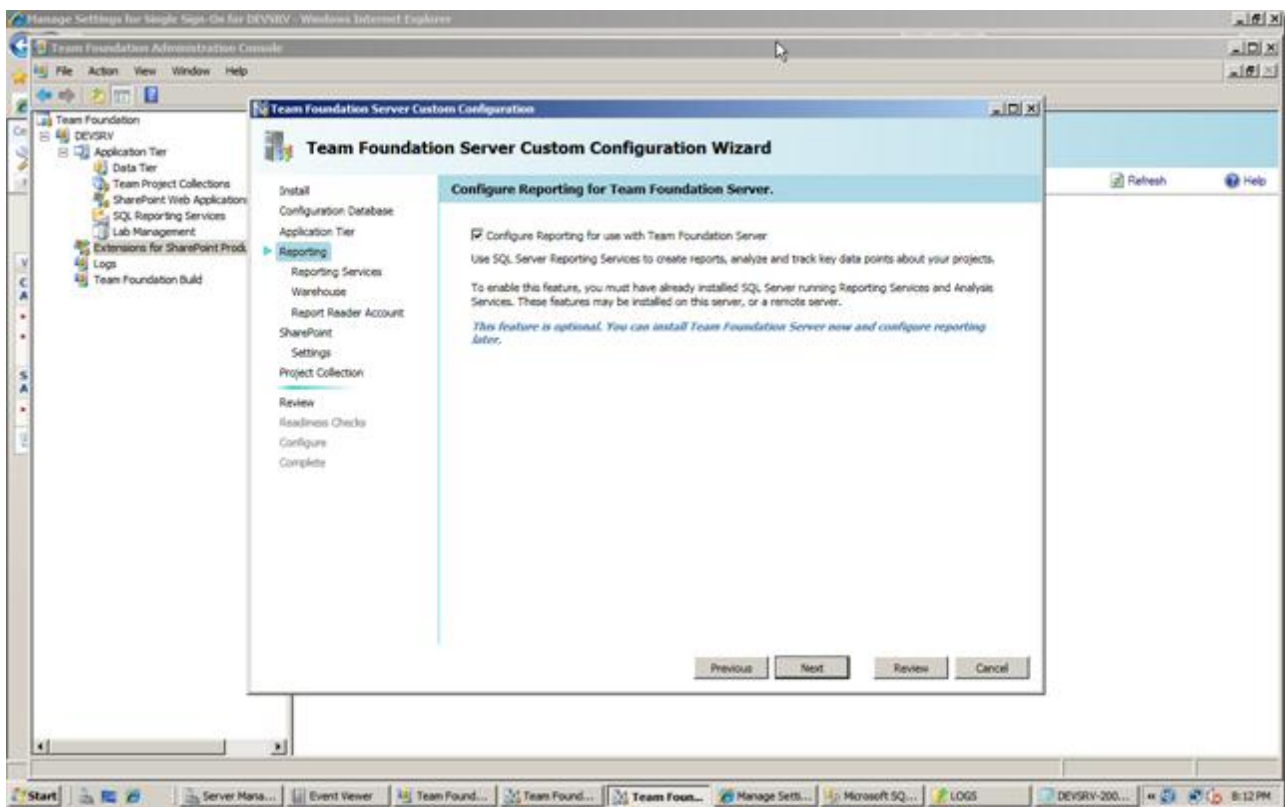 Manage Settings for Single Sign-On for DEVSRV - Windows Internet Explorer
Team Foundation Administration Console
File Action View Window Help
Team Foundation
DEVSRV
Application Tier
Data Tier
Team Project Collections
SharePoint Web Application
SQL Reporting Services
Lab Management
Extensions for SharePoint Prod
Logs
Team Foundation Build
Refresh Help
Team Foundation Server Custom Configuration
Team Foundation Server Custom Configuration Wizard
Install
Configuration Database
Application Tier
Reporting
Reporting Services
Warehouse
Report Reader Account
SharePoint
Settings
Project Collection
Review
Readiness Checks
Configure
Complete
Configure Reporting for Team Foundation Server.
Configure Reporting for use with Team Foundation Server
Use SQL Server Reporting Services to create reports, analyze and track key data points about your projects.
To enable this feature, you must have already installed SQL Server running Reporting Services and Analysis
Services. These features may be installed on this server, or a remote server.
This feature is optional. You can install Team Foundation Server now and configure reporting
later.
Previous Next Review Cancel
Start Server Mana... Event Viewer Team Found... Team Found... Team Foun... Manage Setti... Microsoft SQ... LOGS DEVSRV-200... 8:12 PM